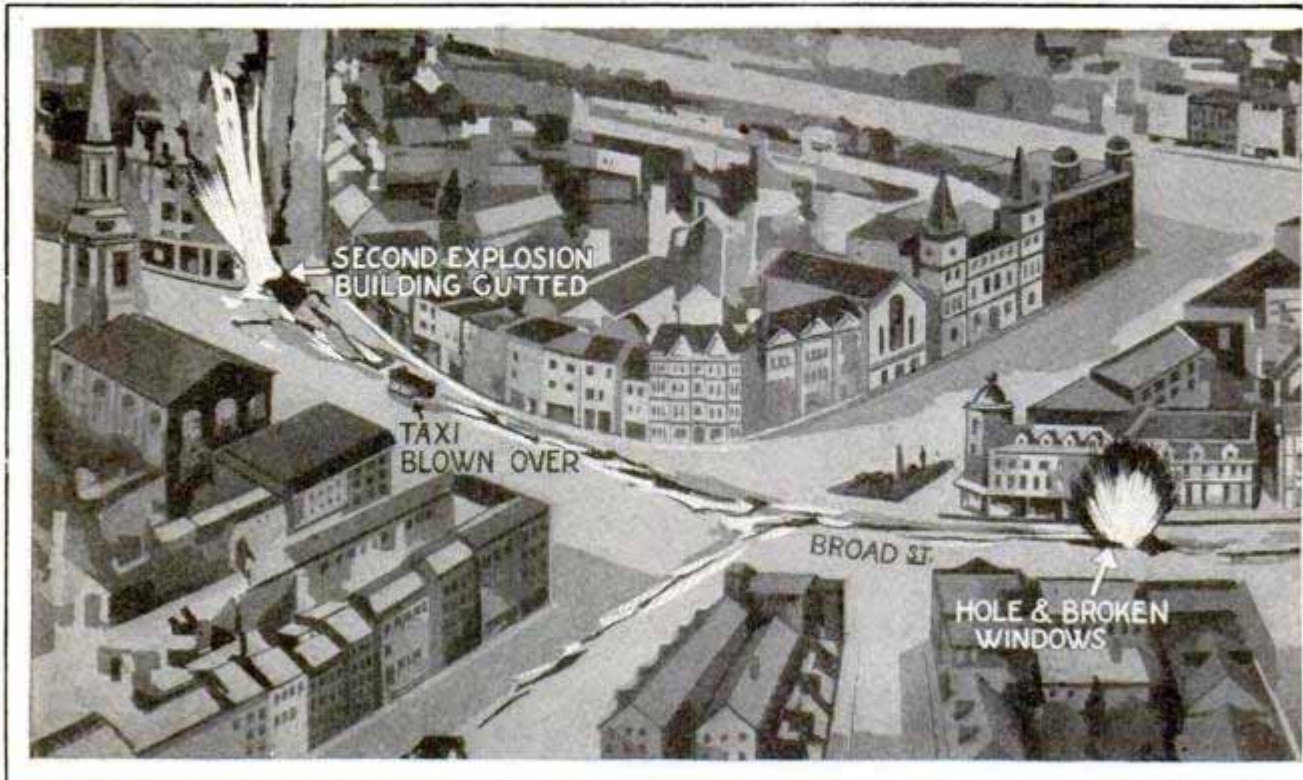 SECOND EXPLOSION
BUILDING GUTTED
TAXI
BLOWN OVER
BROAD ST.
HOLE & BROKEN
WINDOWS